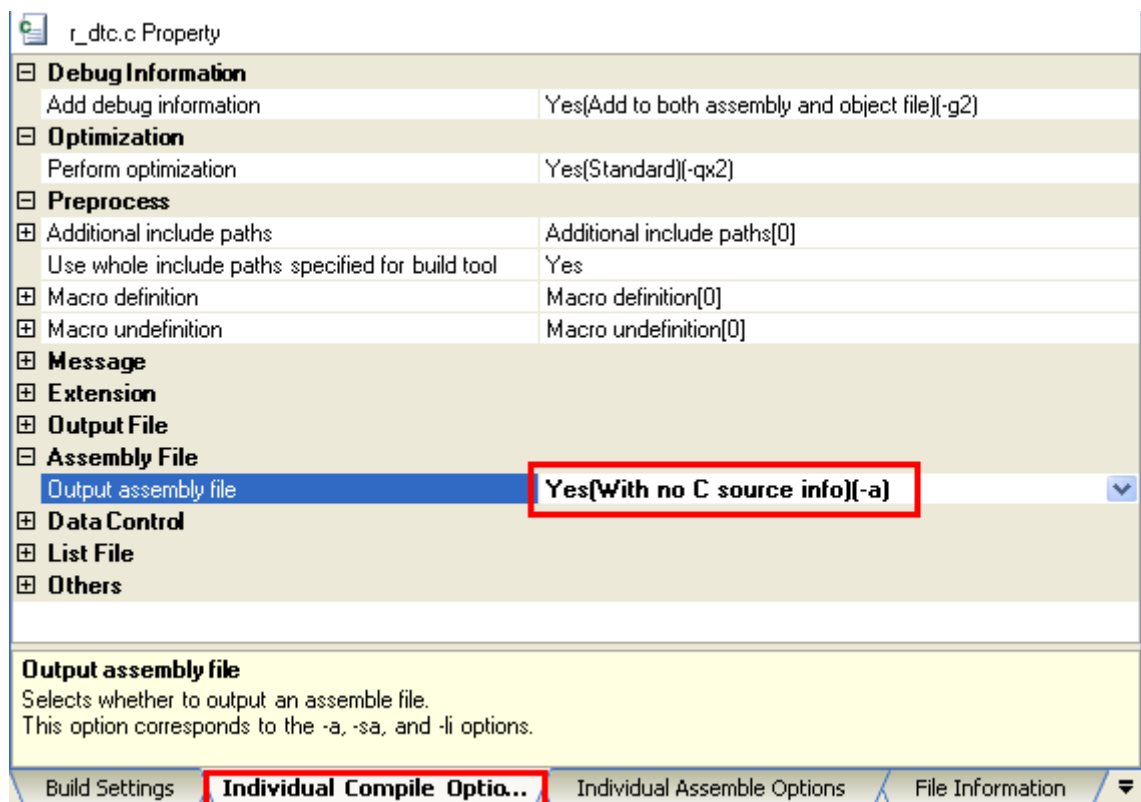 r_dtc.c Property
Debug Information
Add debug information Yes(Add to both assembly and object file)(-g2)
Optimization
Perform optimization Yes(Standard)(-qx2)
Preprocess
Additional include paths Additional include paths[0]
Use whole include paths specified for build tool Yes
Macro definition Macro definition[0]
Macro undefinition Macro undefinition[0]
Message
Extension
Output File
Assembly File
Output assembly file Yes(With no C source info)(-a)
Data Control
List File
Others
Output assembly file
Selects whether to output an assemble file.
This option corresponds to the -a, -sa, and -li options.
Build Settings Individual Compile Optio... Individual Assemble Options File Information